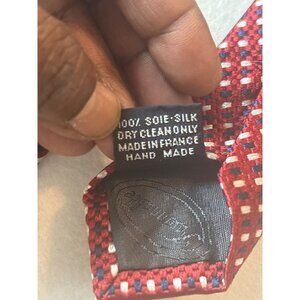 100% SOIE-SILK
DRY CLEAN ONLY
MADE IN FRANCE
HAND MADE